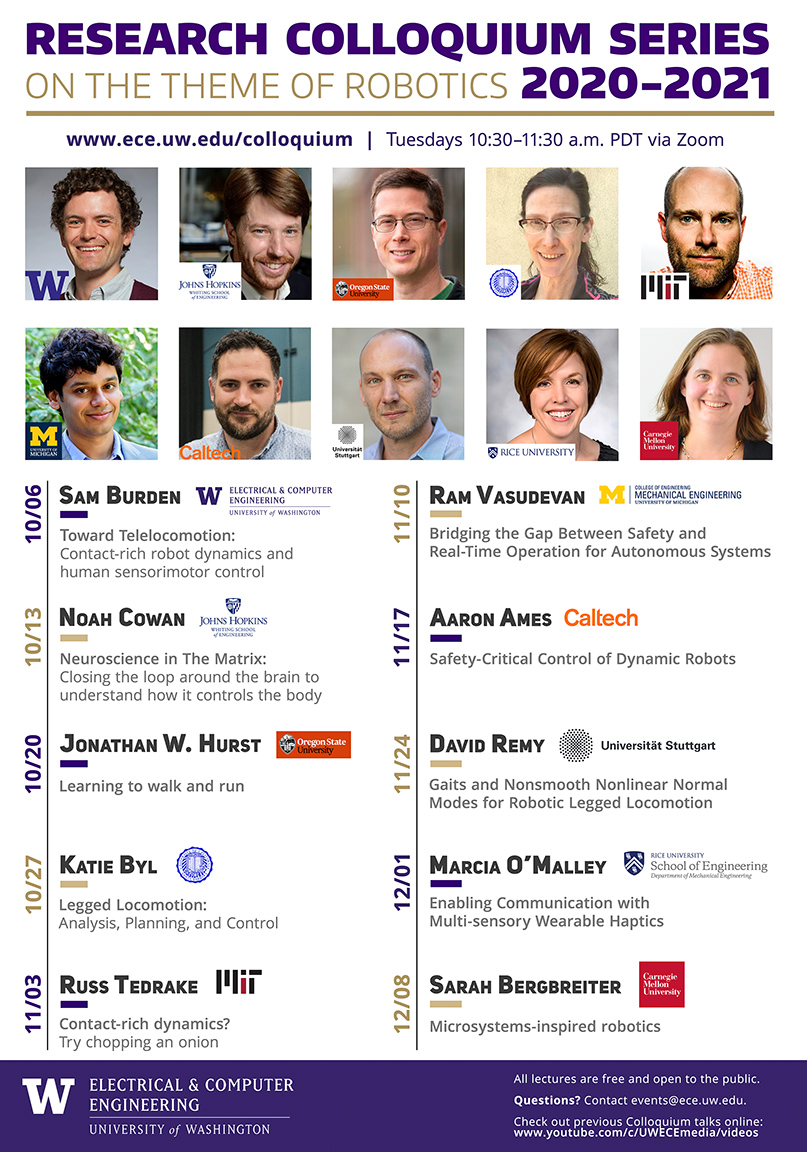 RESEARCH COLLOQUIUM SERIES
ON THE THEME OF ROBOTICS 2020–2021
www.ece.uw.edu/colloquium | Tuesdays 10:30–11:30 a.m. PDT via Zoom
W
JOHNS HOPKINS
WHITING SCHOOL
of ENGINEERING
Oregon State
University
MIT
M
UNIVERSITY OF
MICHIGAN
Caltech
Universität
Stuttgart
RICE UNIVERSITY
Carnegie
Mellon
University
10/06
SAM BURDEN
W ELECTRICAL & COMPUTER
ENGINEERING
UNIVERSITY of WASHINGTON
Toward Telelocomotion:
Contact-rich robot dynamics and
human sensorimotor control
10/13
NOAH COWAN
JOHNS HOPKINS
WHITING SCHOOL
of ENGINEERING
Neuroscience in The Matrix:
Closing the loop around the brain to
understand how it controls the body
10/20
JONATHAN W. HURST
Oregon State
University
Learning to walk and run
10/27
KATIE BYL
Legged Locomotion:
Analysis, Planning, and Control
11/03
RUSS TEDRAKE
MIT
Contact-rich dynamics?
Try chopping an onion
11/10
RAM VASUDEVAN
M COLLEGE OF ENGINEERING
MECHANICAL ENGINEERING
UNIVERSITY OF MICHIGAN
Bridging the Gap Between Safety and
Real-Time Operation for Autonomous Systems
11/17
AARON AMES
Caltech
Safety-Critical Control of Dynamic Robots
11/24
DAVID REMY
Universität Stuttgart
Gaits and Nonsmooth Nonlinear Normal
Modes for Robotic Legged Locomotion
12/01
MARCIA O'MALLEY
RICE UNIVERSITY
School of Engineering
Department of Mechanical Engineering
Enabling Communication with
Multi-sensory Wearable Haptics
12/08
SARAH BERGBREITER
Carnegie
Mellon
University
Microsystems-inspired robotics
W ELECTRICAL & COMPUTER
ENGINEERING
UNIVERSITY of WASHINGTON
All lectures are free and open to the public.
Questions? Contact events@ece.uw.edu.
Check out previous Colloquium talks online:
www.youtube.com/c/UWECEmedia/videos